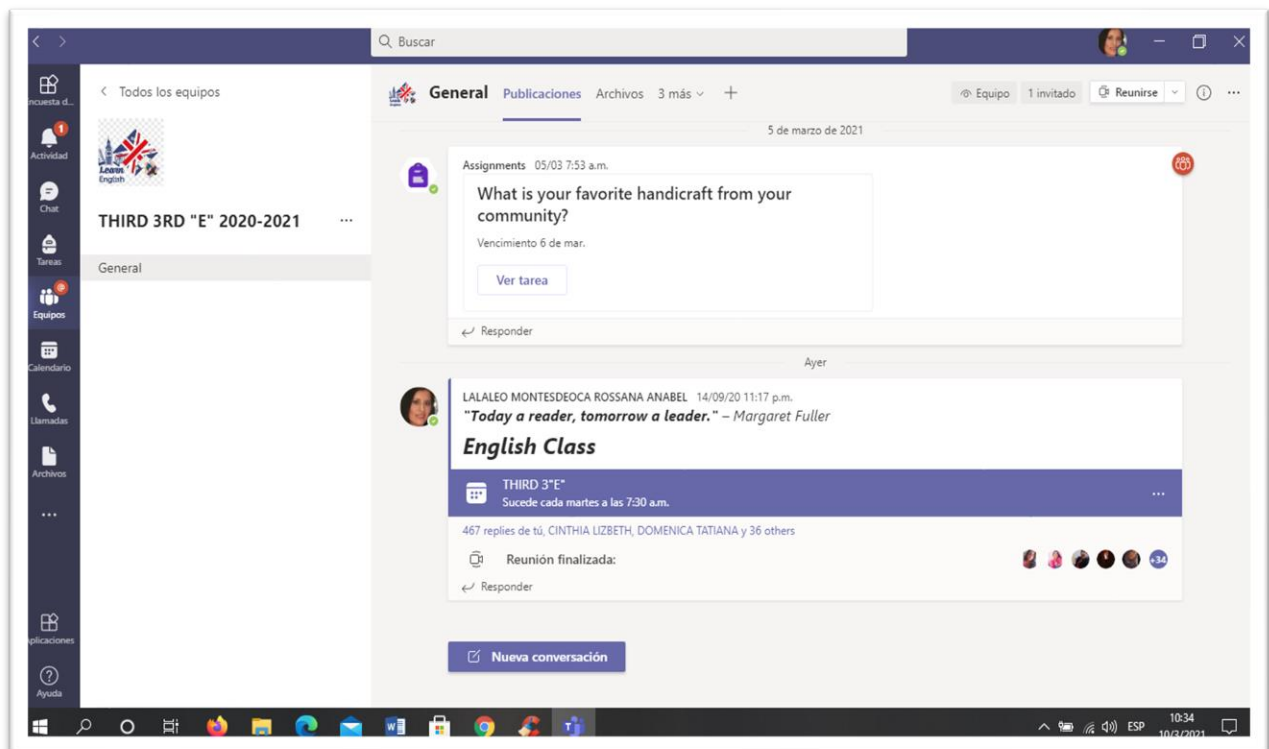 Buscar
ncuesta d...
Actividad
1
Chat
Tareas
Equipos
Calendario
Llamadas
Archivos
...
plicaciones
Ayuda
< Todos los equipos
Learn
English
THIRD 3RD "E" 2020-2021 ...
General
General Publicaciones Archivos 3 más +
Equipo 1 invitado Reunirse ...
5 de marzo de 2021
Assignments 05/03 7:53 a.m.
What is your favorite handicraft from your
community?
Vencimiento 6 de mar.
Ver tarea
Responder
Ayer
LALALEO MONTESDEOCA ROSSANA ANABEL 14/09/20 11:17 p.m.
"Today a reader, tomorrow a leader." – Margaret Fuller
English Class
THIRD 3"E"
Sucede cada martes a las 7:30 a.m.
...
467 replies de tú, CINTHIA LIZBETH, DOMENICA TATIANA y 36 others
Reunión finalizada:
+34
Responder
Nueva conversación
ESP
10:34
10/3/2021